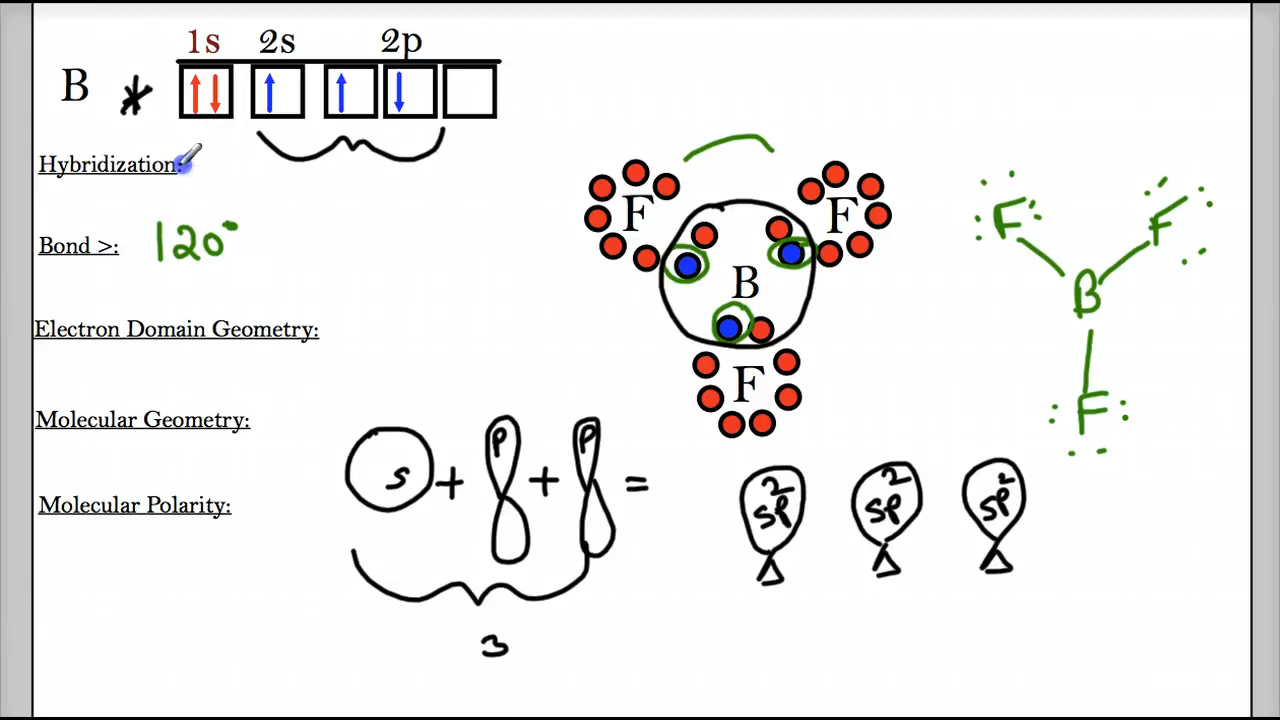 1s 2s 2p
B *
Hybridization:
Bond >: 120°
Electron Domain Geometry:
Molecular Geometry:
Molecular Polarity:
F F
B
F
F F
B
F
s + p + p = sp² sp² sp²
3